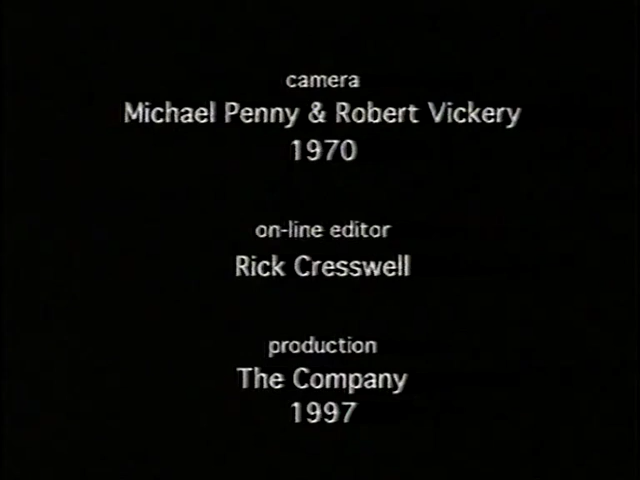 camera
Michael Penny & Robert Vickery
1970
on-line editor
Rick Cresswell
production
The Company
1997